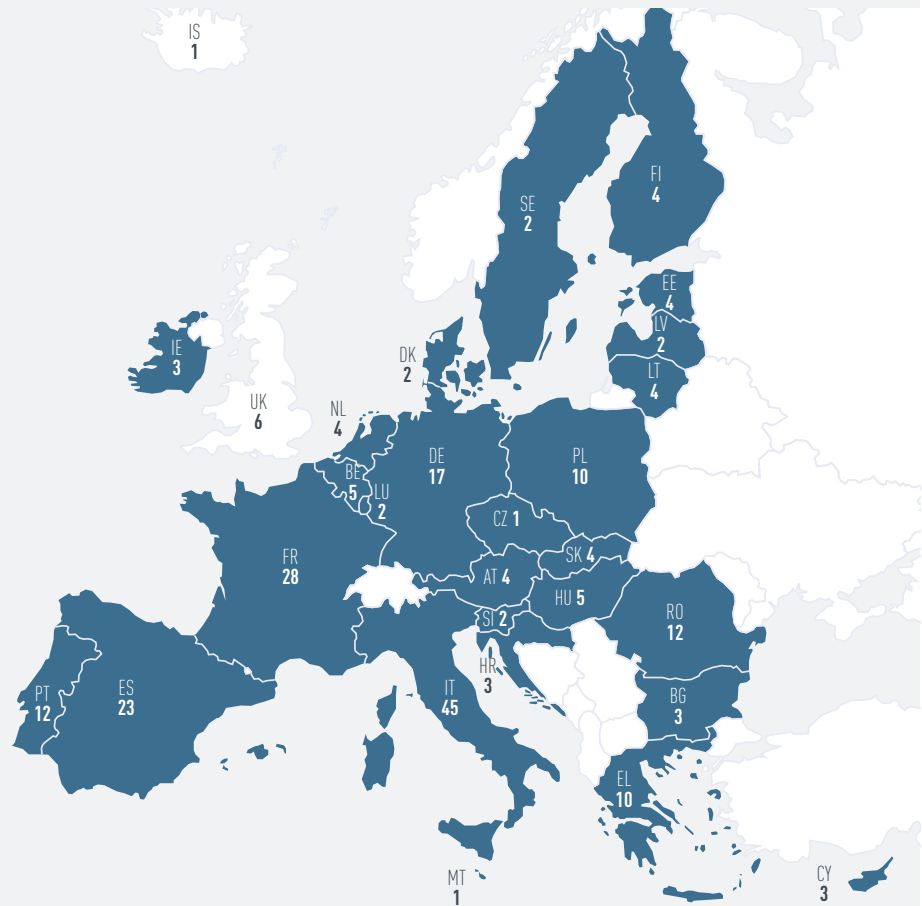 IS
1
FI
4
SE
2
EE
4
LV
2
LT
4
DK
2
IE
3
UK
6
NL
4
BE
5
LU
2
DE
17
PL
10
CZ 1
SK 4
AT 4
HU 5
SI 2
FR
28
RO
12
HR
3
PT
12
ES
23
IT
45
BG
3
EL
10
MT
1
CY
3